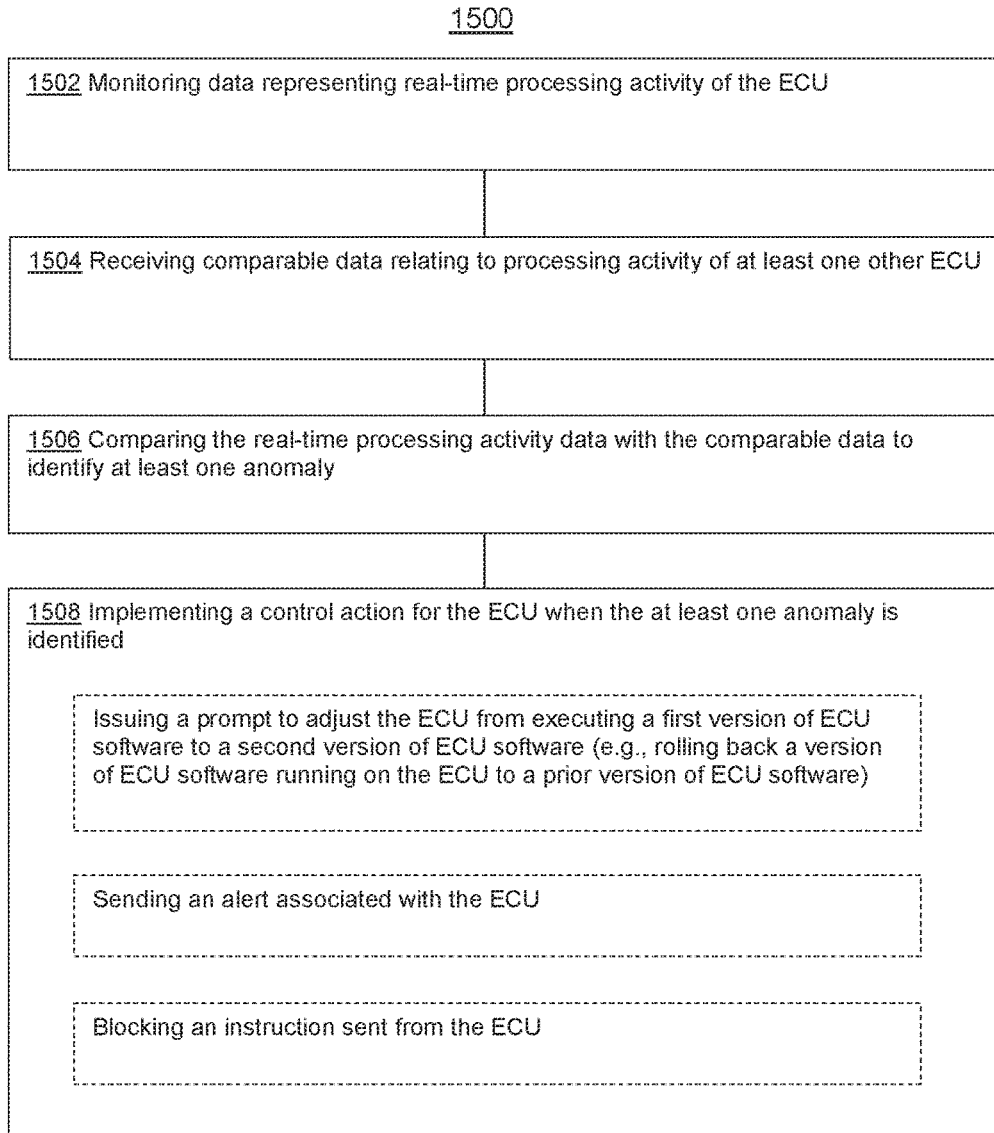 1500
1502 Monitoring data representing real-time processing activity of the ECU
1504 Receiving comparable data relating to processing activity of at least one other ECU
1506 Comparing the real-time processing activity data with the comparable data to
identify at least one anomaly
1508 Implementing a control action for the ECU when the at least one anomaly is
identified
Issuing a prompt to adjust the ECU from executing a first version of ECU
software to a second version of ECU software (e.g., rolling back a version
of ECU software running on the ECU to a prior version of ECU software)
Sending an alert associated with the ECU
Blocking an instruction sent from the ECU